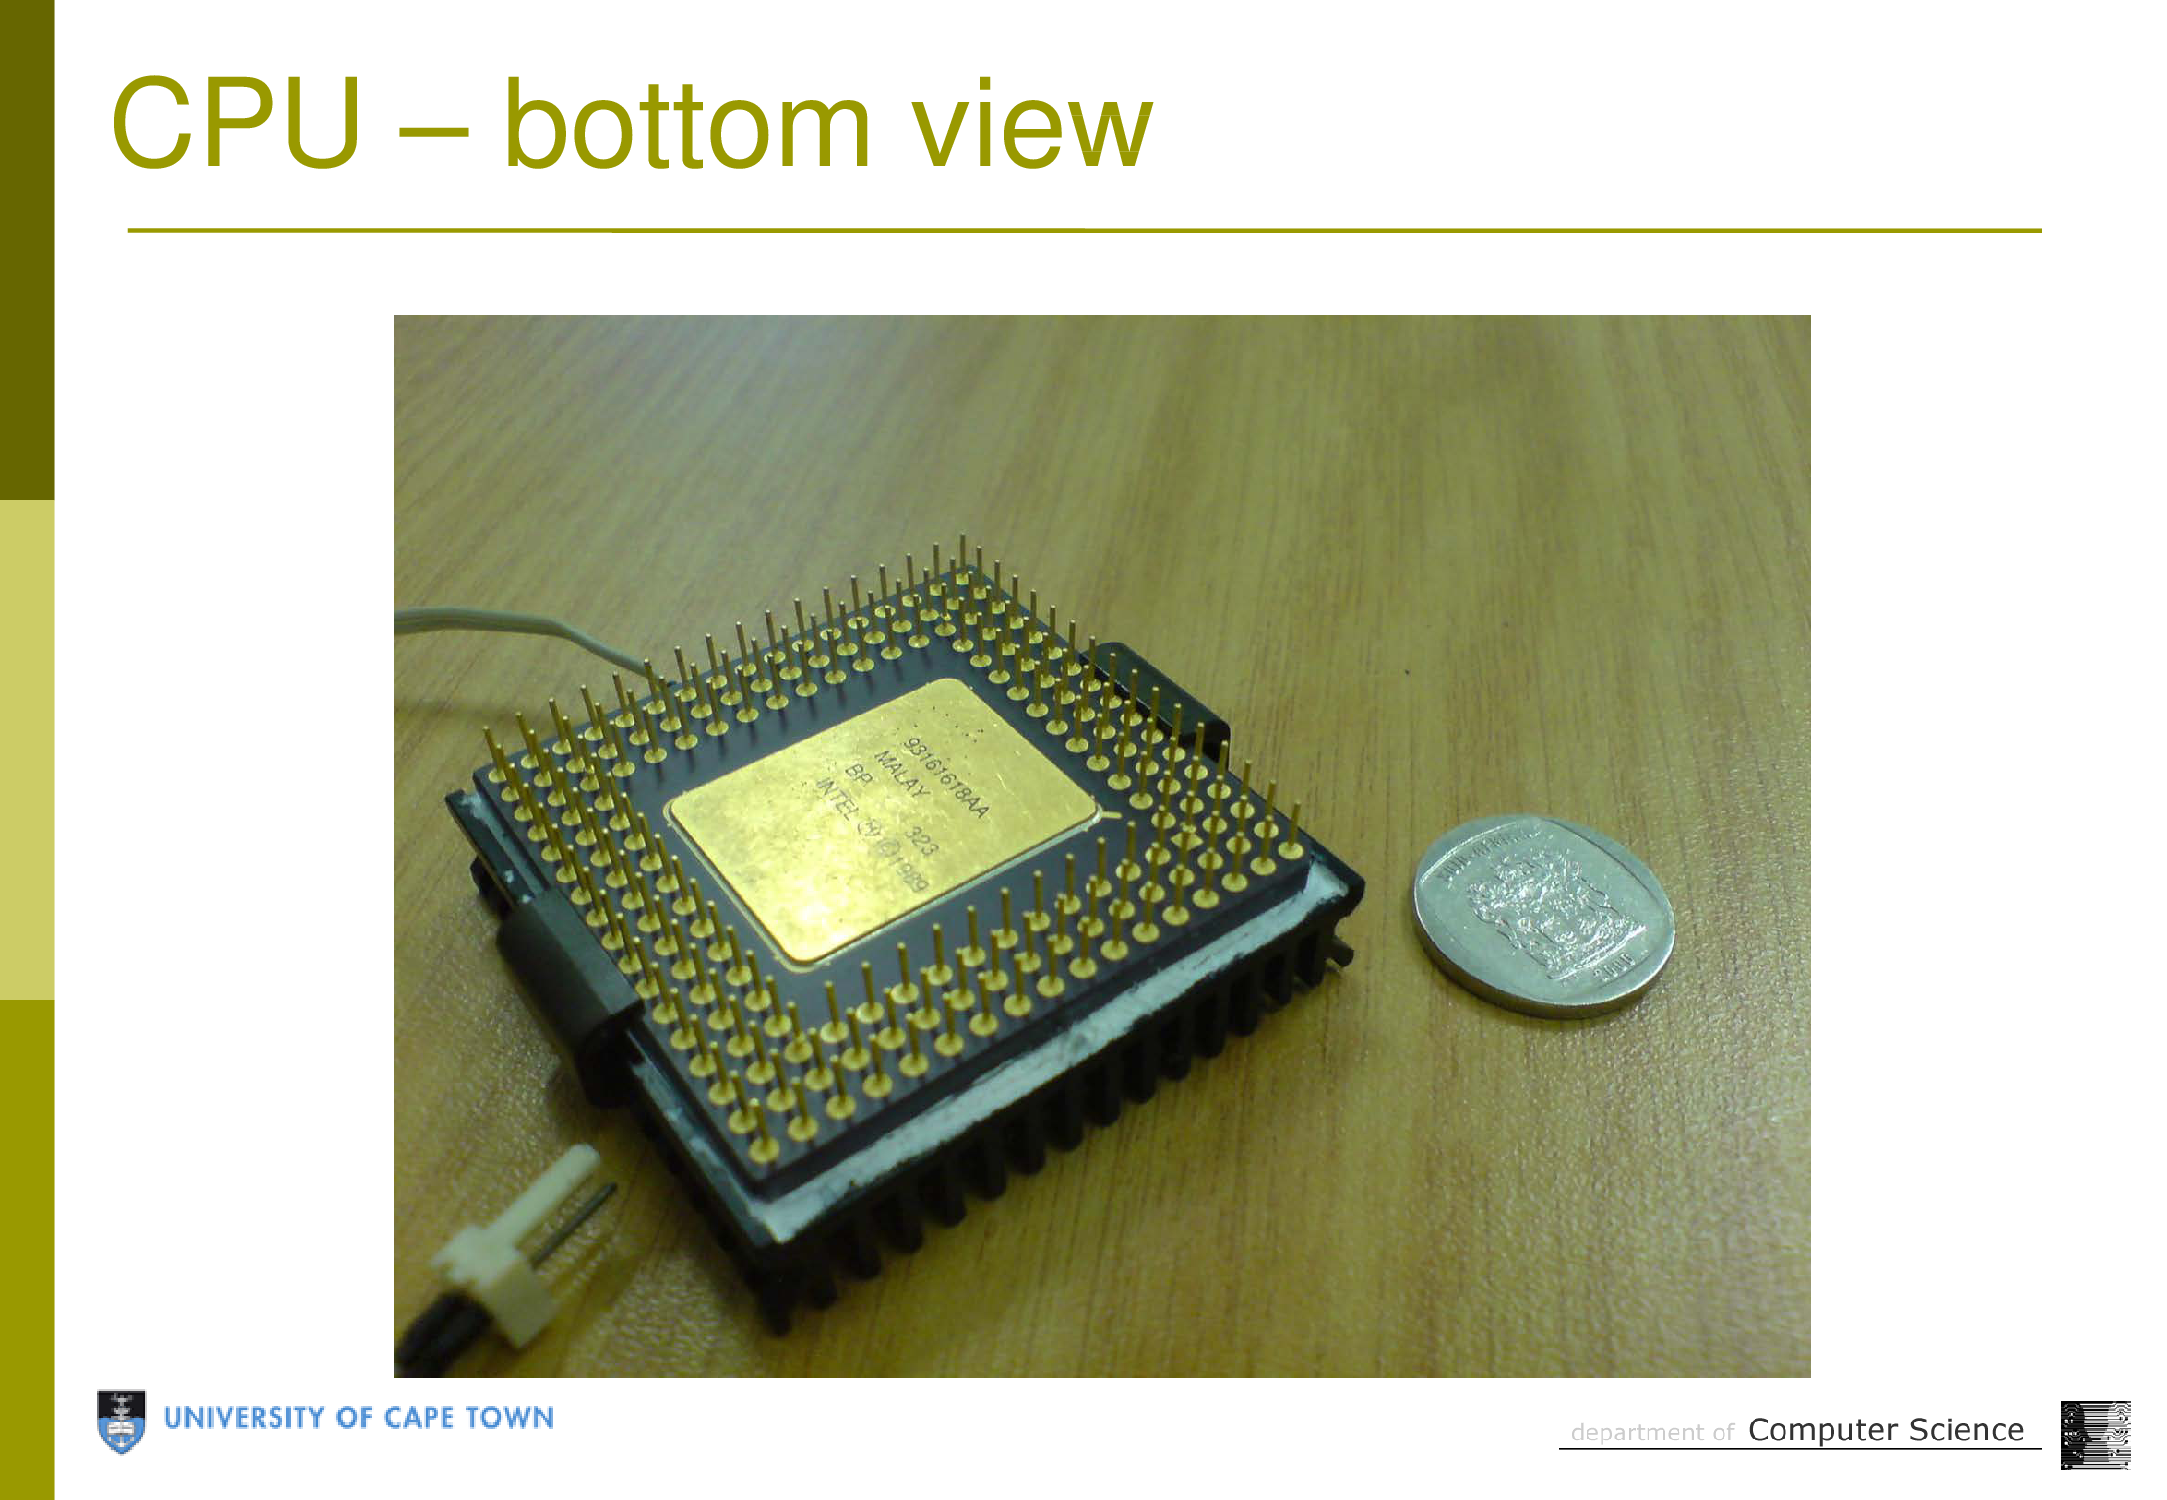 CPU – bottom view
93161618AA
MALAY
BP 323
INTEL Ⓜ © 1989
UNIVERSITY OF CAPE TOWN
department of Computer Science